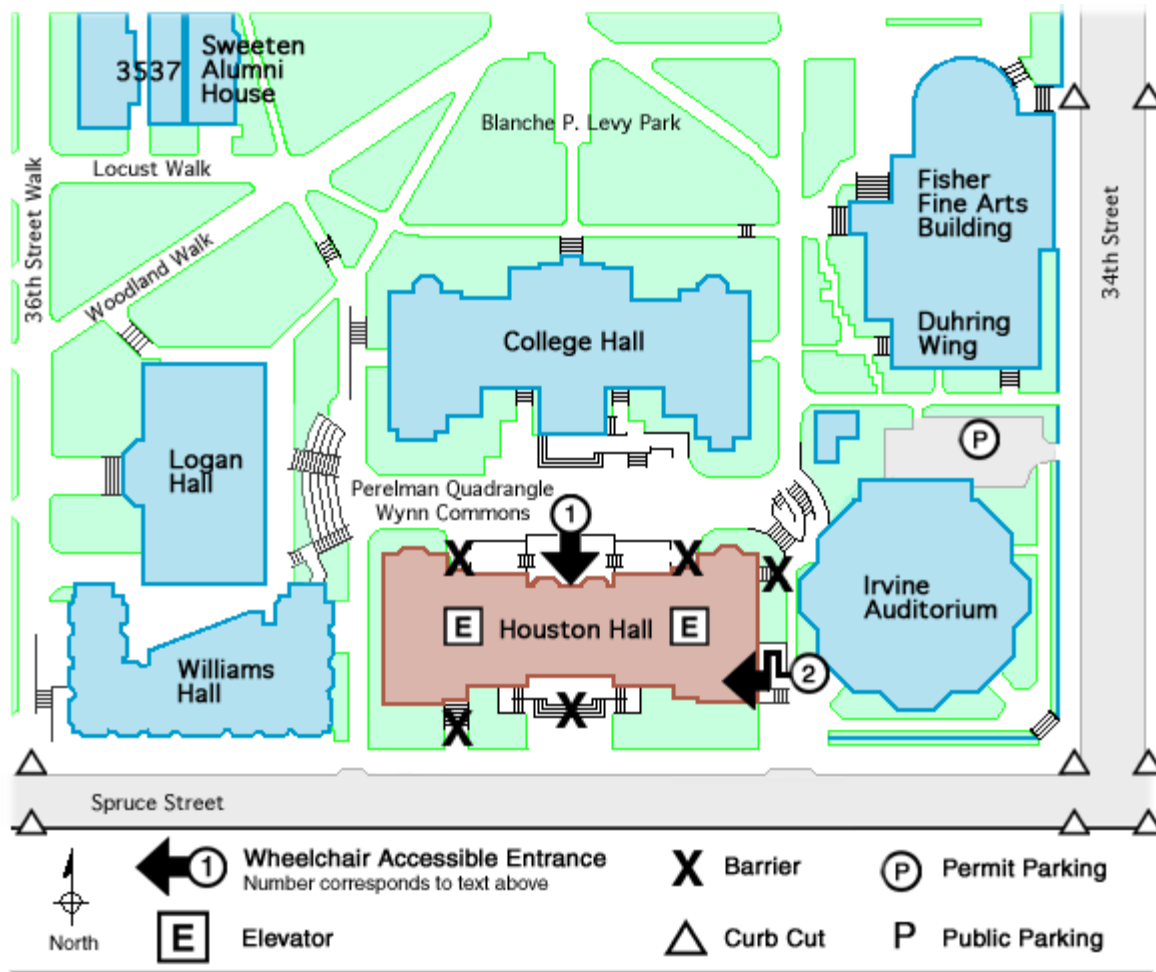 3537
Sweeten
Alumni
House
Blanche P. Levy Park
Locust Walk
36th Street Walk
Woodland Walk
Fisher
Fine Arts
Building
34th Street
Duhring
Wing
College Hall
P
Logan
Hall
Perelman Quadrangle
Wynn Commons
1
X
X
X
E
Houston Hall
E
Irvine
Auditorium
Williams
Hall
2
X
X
Spruce Street
1
Wheelchair Accessible Entrance
Number corresponds to text above
X
Barrier
P
Permit Parking
North
E
Elevator
Curb Cut
P
Public Parking